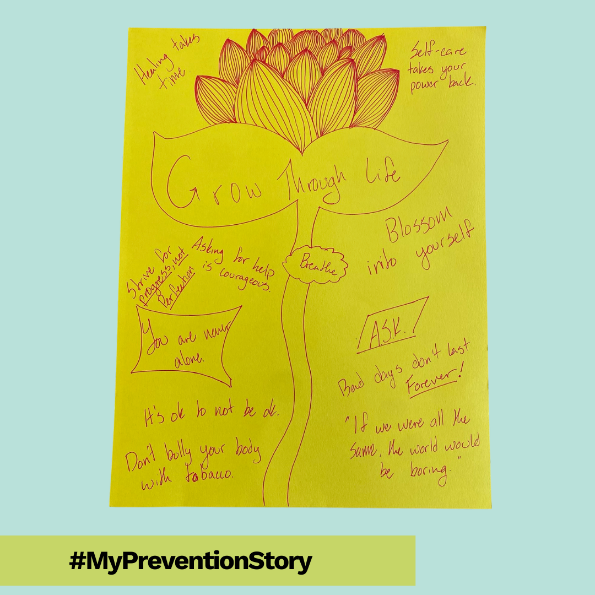 Healing takes
time
Self-care
takes your
power back.
Grow Through Life
Blossom
into yourself
Strive for
progress, not
Perfection
Asking for help
is courageous
Breathe
You are never
alone.
ASK.
Bad days don't last
Forever!
It's ok to not be ok.
"If we were all the
same, the world would
be boring."
Don't bully your body
with tobacco.
#MyPreventionStory